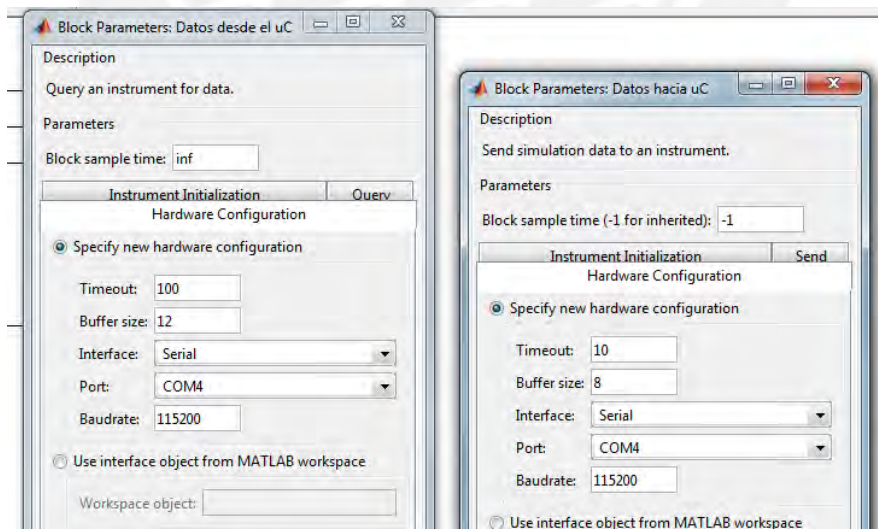 Block Parameters: Datos desde el uC
Description
Query an instrument for data.
Parameters
Block sample time: inf
Instrument Initialization Query
Hardware Configuration
Specify new hardware configuration
Timeout: 100
Buffer size: 12
Interface: Serial
Port: COM4
Baudrate: 115200
Use interface object from MATLAB workspace
Workspace object:
Block Parameters: Datos hacia uC
Description
Send simulation data to an instrument.
Parameters
Block sample time (-1 for inherited): -1
Instrument Initialization Send
Hardware Configuration
Specify new hardware configuration
Timeout: 10
Buffer size: 8
Interface: Serial
Port: COM4
Baudrate: 115200
Use interface object from MATLAB workspace